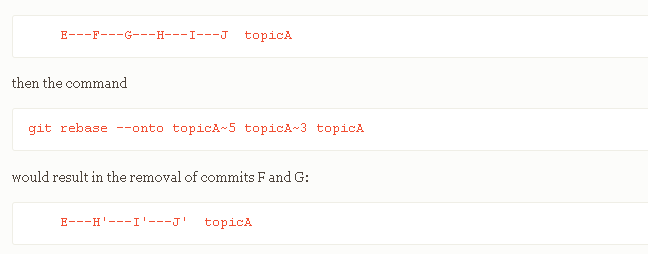 E---F---G---H---I---J  topicA
then the command
git rebase --onto topicA~5 topicA~3 topicA
would result in the removal of commits F and G:
E---H'---I'---J'  topicA